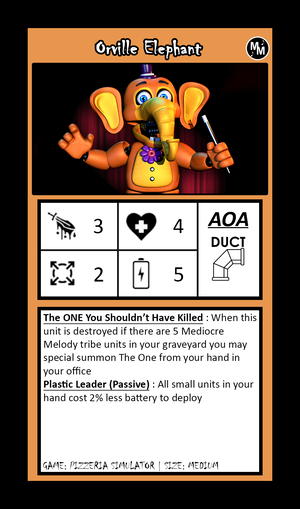 Orville Elephant
MM
3
4
AOA
DUCT
2
5
The ONE You Shouldn't Have Killed : When this
unit is destroyed if there are 5 Mediocre
Melody tribe units in your graveyard you may
special summon The One from your hand in
your office
Plastic Leader (Passive) : All small units in your
hand cost 2% less battery to deploy
GAME: PIZZERIA SIMULATOR | SIZE: MEDIUM